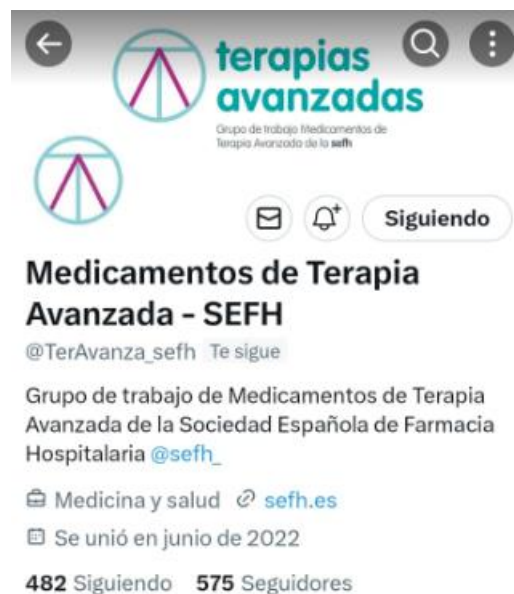 terapias
avanzadas
Grupo de trabajo Medicamentos de
Terapia Avanzada de la sefh
Siguiendo
Medicamentos de Terapia
Avanzada - SEFH
@TerAvanza_sefh Te sigue
Grupo de trabajo de Medicamentos de Terapia
Avanzada de la Sociedad Española de Farmacia
Hospitalaria @sefh_
Medicina y salud sefh.es
Se unió en junio de 2022
482 Siguiendo 575 Seguidores